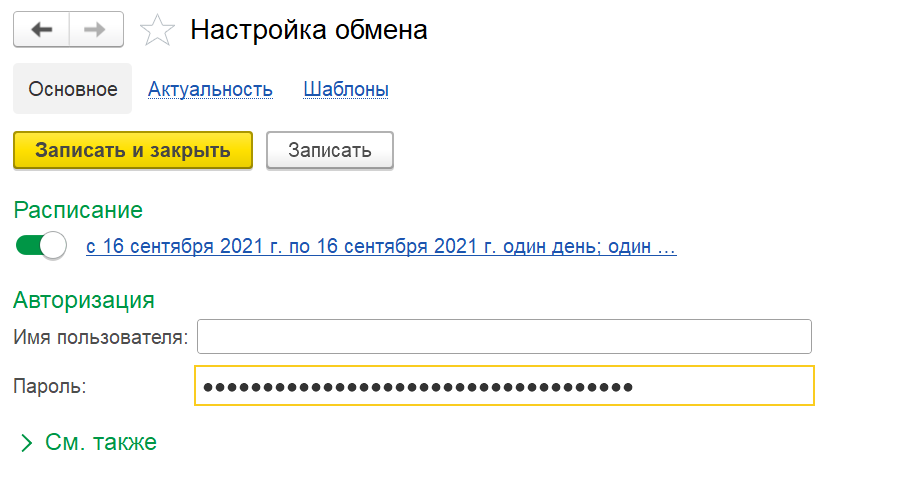 Настройка обмена
Основное Актуальность Шаблоны
Записать и закрыть Записать
Расписание
с 16 сентября 2021 г. по 16 сентября 2021 г. один день; один ...
Авторизация
Имя пользователя:
Пароль: ●●●●●●●●●●●●●●●●●●●●●●●●●●●●●●●●●●●●
См. также